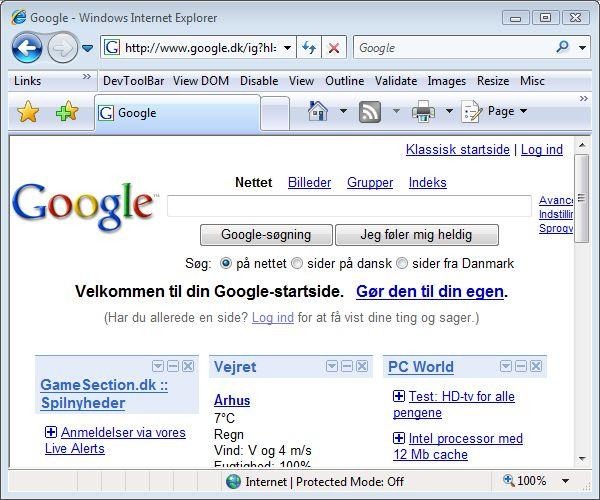 Google - Windows Internet Explorer
http://www.google.dk/ig?hl=
Google
Links » DevToolBar View DOM Disable View Outline Validate Images Resize Misc
Google
Page
»
Klassisk startside | Log ind
Google™
Nettet Billeder Grupper Indeks
Avanc
Indstillin
Sprogv
Google-søgning Jeg føler mig heldig
Søg: på nettet sider på dansk sider fra Danmark
Velkommen til din Google-startside. Gør den til din egen.
(Har du allerede en side? Log ind for at få vist dine ting og sager.)
GameSection.dk ::
Spilnyheder
Anmeldelser via vores
Live Alerts
Vejret
Arhus
7°C
Regn
Vind: V og 4 m/s
Fugtighed: 100%
PC World
Test: HD-tv for alle
pengene
Intel processor med
12 Mb cache
Internet | Protected Mode: Off
100%